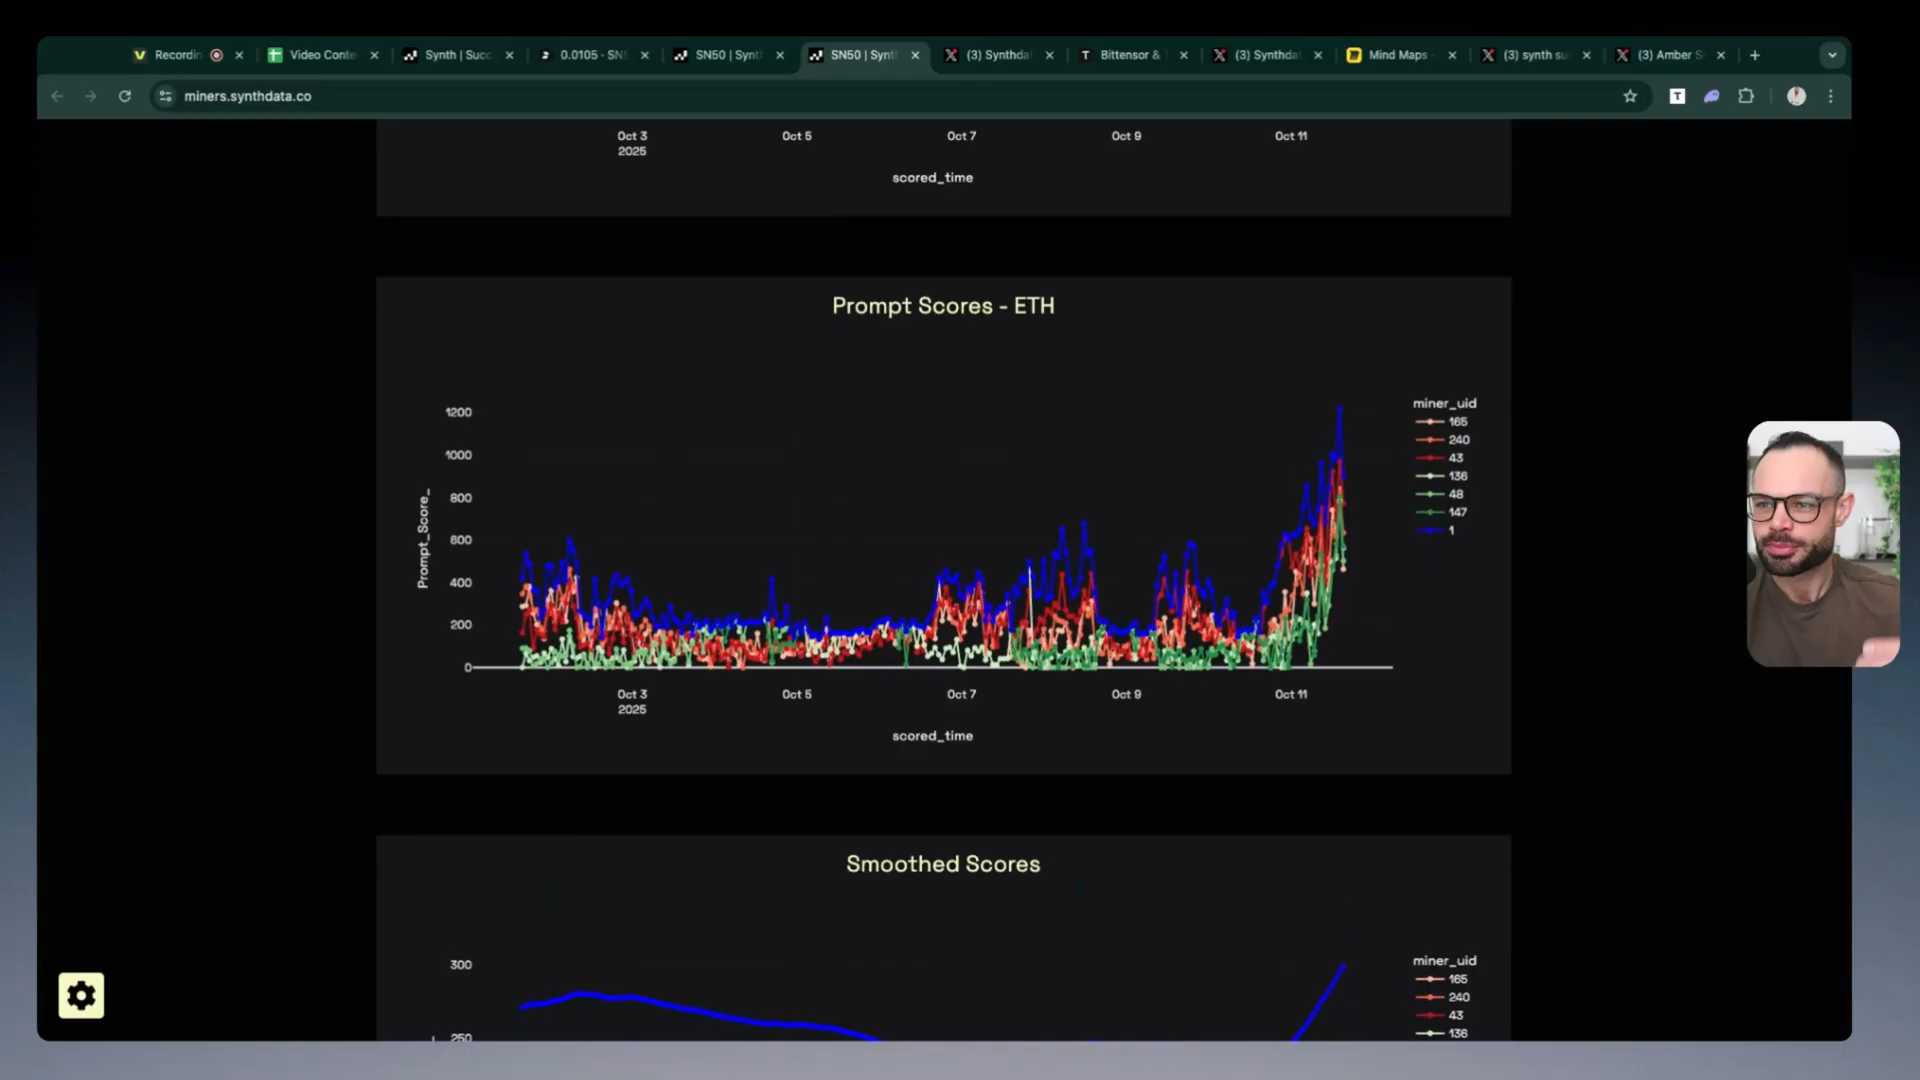 Recordin
Video Conte
Synth | Succ
0.0105 · SN
SN50 | Synt
SN50 | Synt
(3) Synthda
Bittensor &
(3) Synthda
Mind Maps
(3) synth su
(3) Amber S
miners.synthdata.co
Oct 3
2025
Oct 5
Oct 7
Oct 9
Oct 11
scored_time
Prompt Scores - ETH
Prompt_Score_
1200
1000
800
600
400
200
0
Oct 3
2025
Oct 5
Oct 7
Oct 9
Oct 11
scored_time
miner_uid
165
240
43
136
48
147
1
Smoothed Scores
300
250
miner_uid
165
240
43
136